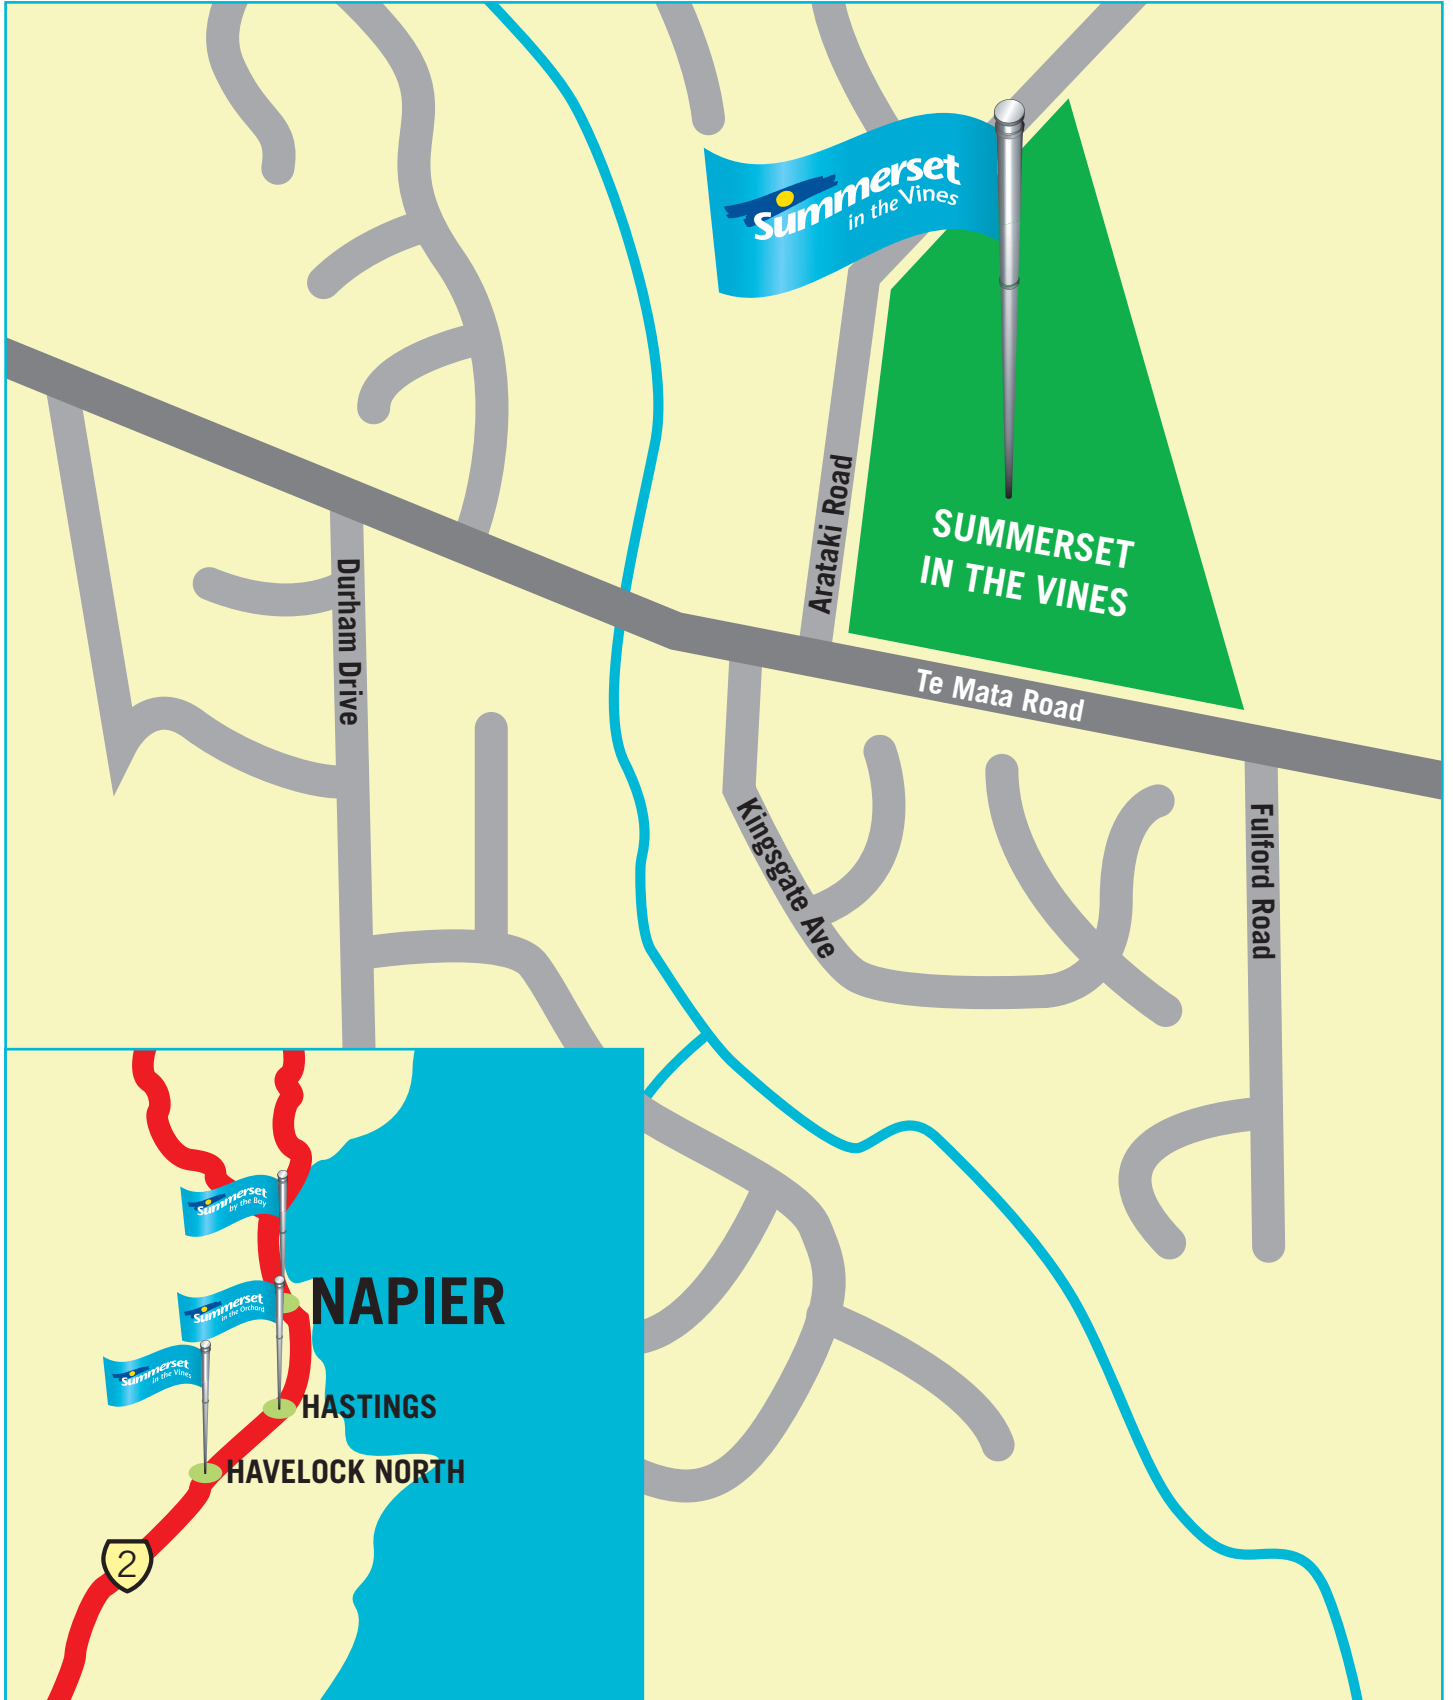 Summerset
in the Vines
SUMMERSET
IN THE VINES
Arataki Road
Te Mata Road
Durham Drive
Kingsgate Ave
Fulford Road
Summerset
by the Bay
NAPIER
Summerset
in the Orchard
Summerset
in the Vines
HASTINGS
HAVELOCK NORTH
2